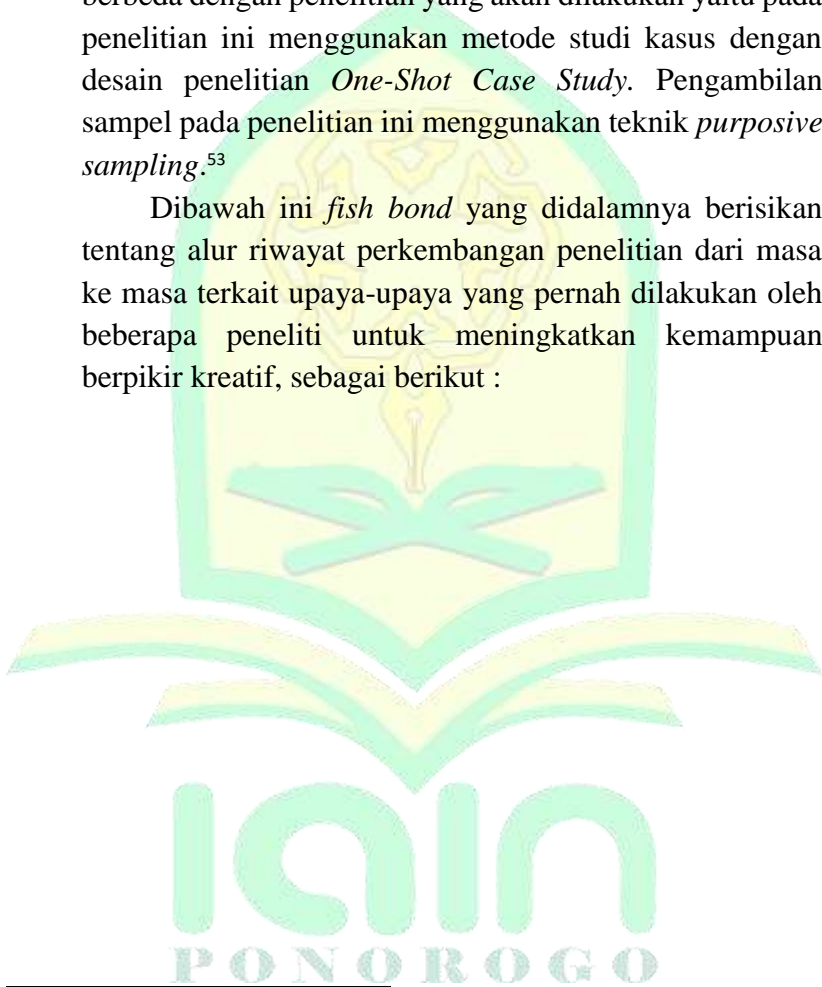 berbeda dengan penelitian yang akan dilakukan yaitu pada
penelitian ini menggunakan metode studi kasus dengan
desain penelitian One-Shot Case Study. Pengambilan
sampel pada penelitian ini menggunakan teknik purposive
sampling.⁵³
Dibawah ini fish bond yang didalamnya berisikan
tentang alur riwayat perkembangan penelitian dari masa
ke masa terkait upaya-upaya yang pernah dilakukan oleh
beberapa peneliti untuk meningkatkan kemampuan
berpikir kreatif, sebagai berikut :
IAIN
PONOROGO